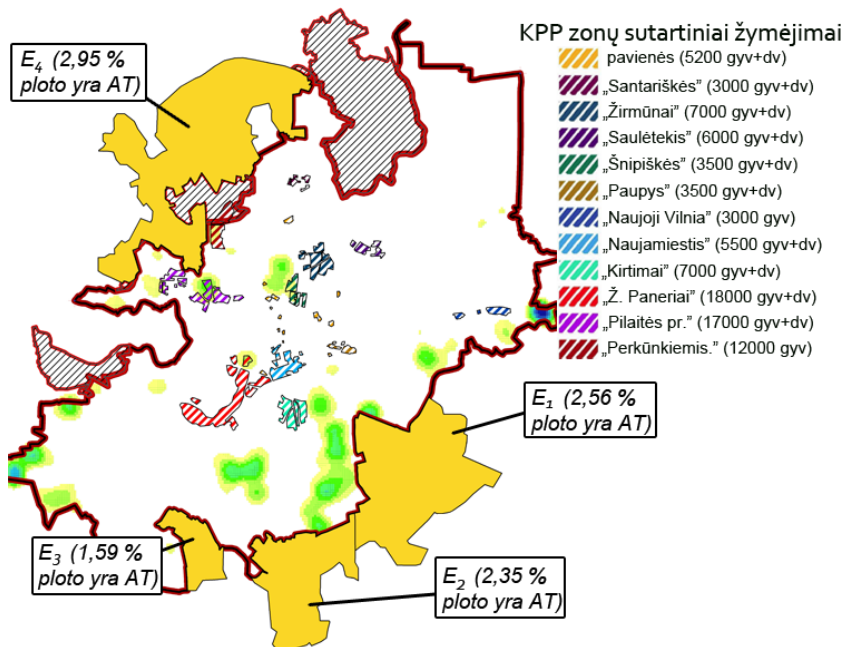 KPP zonų sutartiniai žymėjimai
pavienės (5200 gyv+dv)
„Santariškės” (3000 gyv+dv)
„Žirmūnai” (7000 gyv+dv)
„Saulėtekis” (6000 gyv+dv)
„Šnipiškės” (3500 gyv+dv)
„Paupys” (3500 gyv+dv)
„Naujoji Vilnia” (3000 gyv)
„Naujamiestis” (5500 gyv+dv)
„Kirtimai” (7000 gyv+dv)
„Ž. Paneriai” (18000 gyv+dv)
„Pilaitės pr.” (17000 gyv+dv)
„Perkūnkiemis.” (12000 gyv)
E₄ (2,95 %
ploto yra AT)
E₁ (2,56 %
ploto yra AT)
E₃ (1,59 %
ploto yra AT)
E₂ (2,35 %
ploto yra AT)